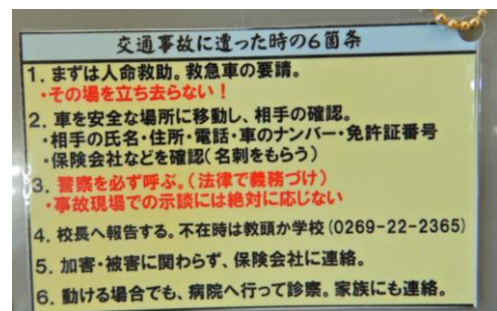 交通事故に遭った時の6箇条
1. まずは人命救助。救急車の要請。
・その場を立ち去らない！
2. 車を安全な場所に移動し、相手の確認。
・相手の氏名・住所・電話・車のナンバー・免許証番号
・保険会社などを確認(名刺をもらう)
3. 警察を必ず呼ぶ。(法律で義務づけ)
・事故現場での示談には絶対に応じない
4. 校長へ報告する。不在時は教頭か学校(0269-22-2365)
5. 加害・被害に関わらず、保険会社に連絡。
6. 動ける場合でも、病院へ行って診察。家族にも連絡。